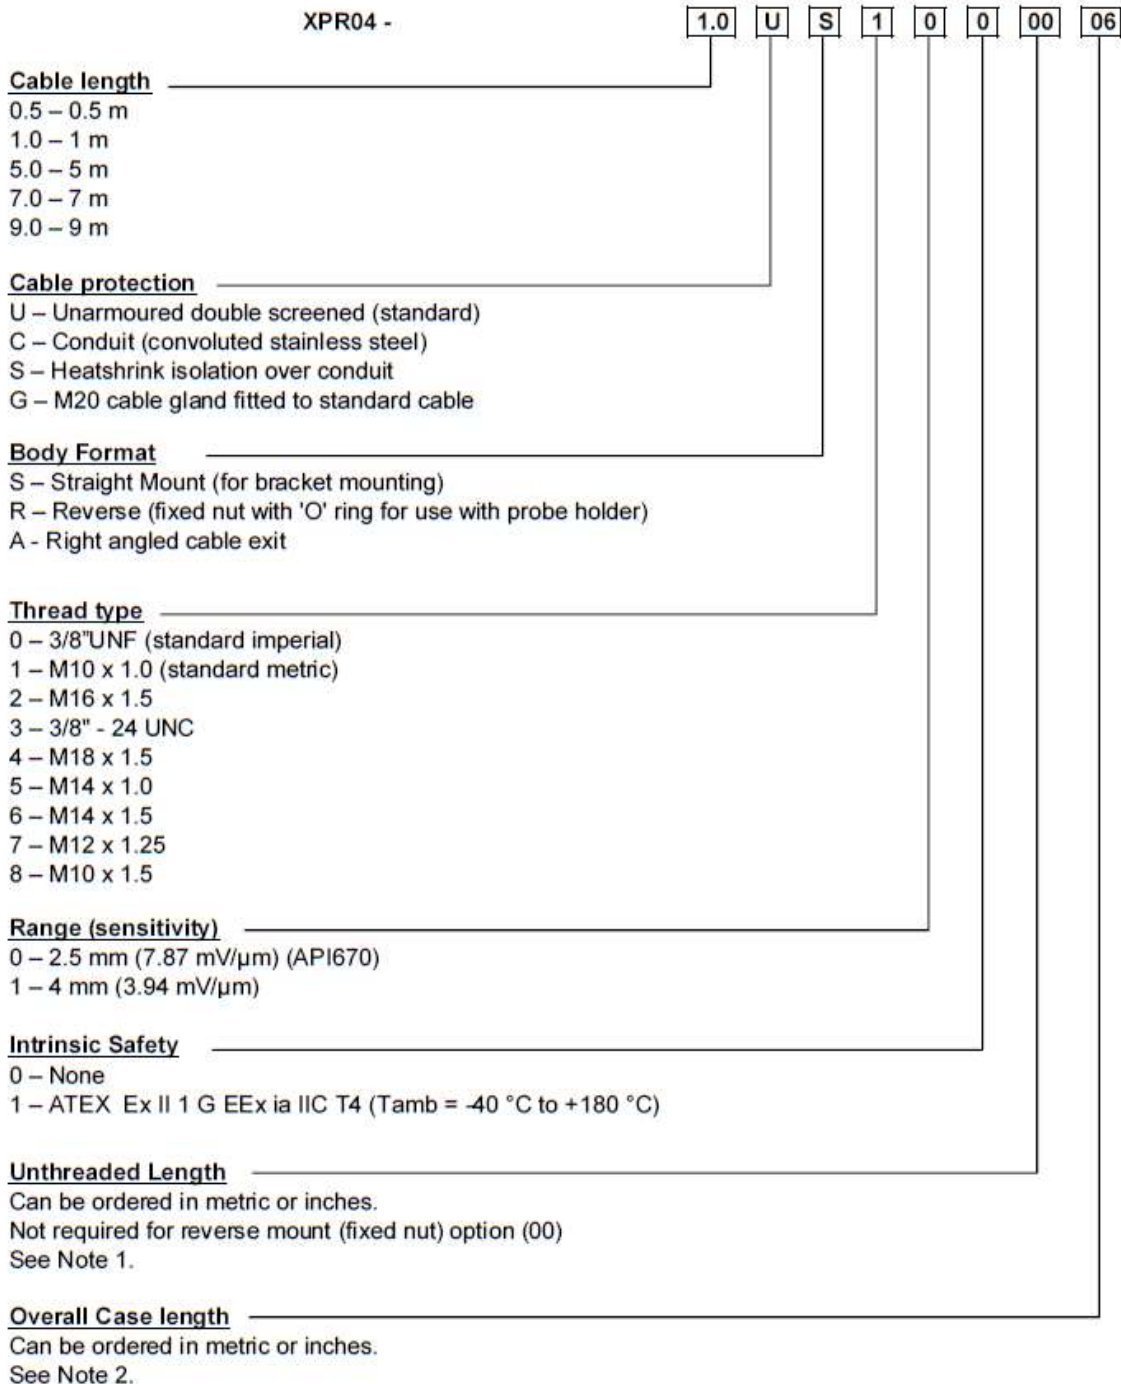 XPR04 - 1.0 U S 1 0 0 00 06
Cable length
0.5 – 0.5 m
1.0 – 1 m
5.0 – 5 m
7.0 – 7 m
9.0 – 9 m
Cable protection
U – Unarmoured double screened (standard)
C – Conduit (convoluted stainless steel)
S – Heatshrink isolation over conduit
G – M20 cable gland fitted to standard cable
Body Format
S – Straight Mount (for bracket mounting)
R – Reverse (fixed nut with 'O' ring for use with probe holder)
A - Right angled cable exit
Thread type
0 – 3/8"UNF (standard imperial)
1 – M10 x 1.0 (standard metric)
2 – M16 x 1.5
3 – 3/8" - 24 UNC
4 – M18 x 1.5
5 – M14 x 1.0
6 – M14 x 1.5
7 – M12 x 1.25
8 – M10 x 1.5
Range (sensitivity)
0 – 2.5 mm (7.87 mV/µm) (API670)
1 – 4 mm (3.94 mV/µm)
Intrinsic Safety
0 – None
1 – ATEX Ex II 1 G EEx ia IIC T4 (Tamb = -40 °C to +180 °C)
Unthreaded Length
Can be ordered in metric or inches.
Not required for reverse mount (fixed nut) option (00)
See Note 1.
Overall Case length
Can be ordered in metric or inches.
See Note 2.